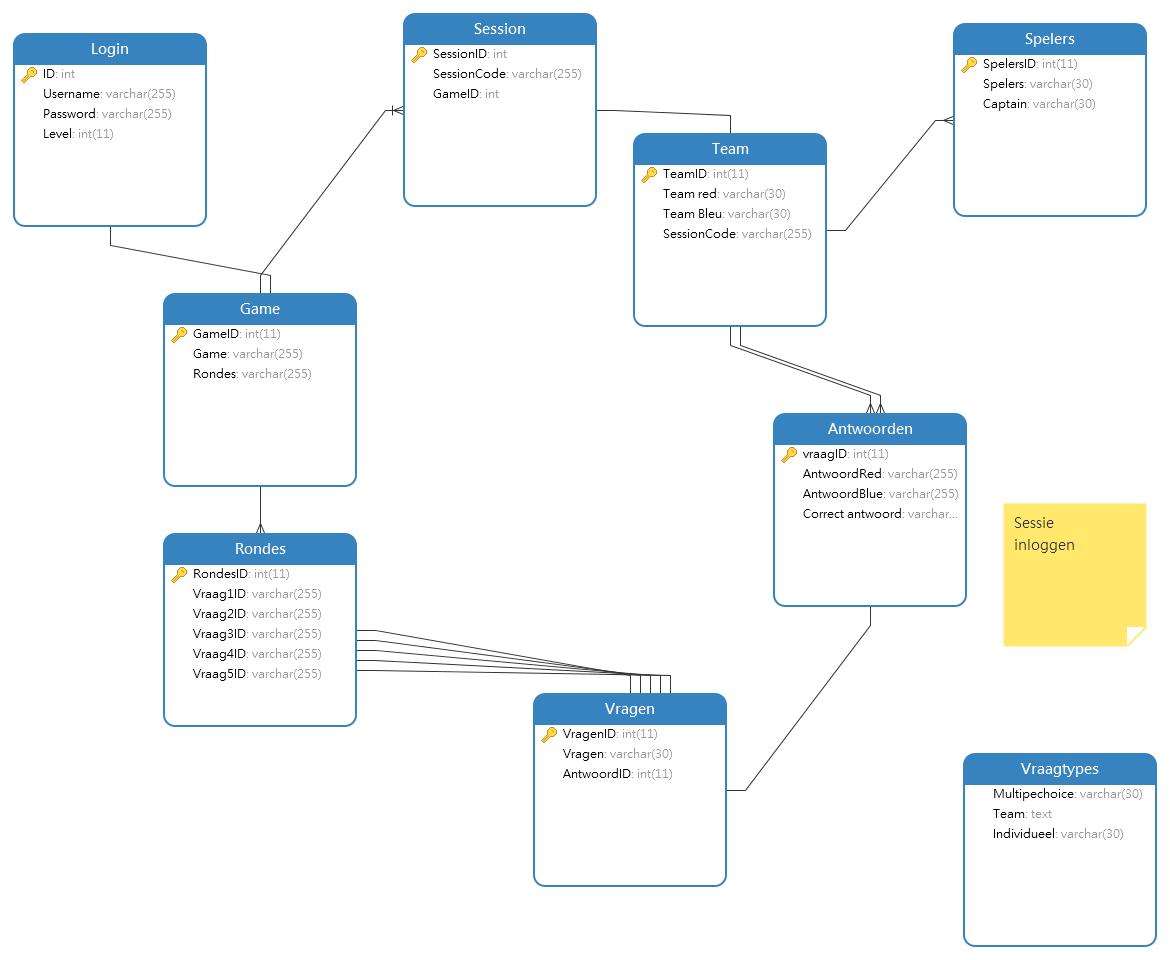 Login
ID: int
Username: varchar(255)
Password: varchar(255)
Level: int(11)
Session
SessionID: int
SessionCode: varchar(255)
GameID: int
Spelers
SpelersID: int(11)
Spelers: varchar(30)
Captain: varchar(30)
Team
TeamID: int(11)
Team red: varchar(30)
Team Bleu: varchar(30)
SessionCode: varchar(255)
Game
GameID: int(11)
Game: varchar(255)
Rondes: varchar(255)
Antwoorden
vraagID: int(11)
AntwoordRed: varchar(255)
AntwoordBlue: varchar(255)
Correct antwoord: varchar...
Sessie
inloggen
Rondes
RondesID: int(11)
Vraag1ID: varchar(255)
Vraag2ID: varchar(255)
Vraag3ID: varchar(255)
Vraag4ID: varchar(255)
Vraag5ID: varchar(255)
Vragen
VragenID: int(11)
Vragen: varchar(30)
AntwoordID: int(11)
Vraagtypes
Multipechoice: varchar(30)
Team: text
Individueel: varchar(30)